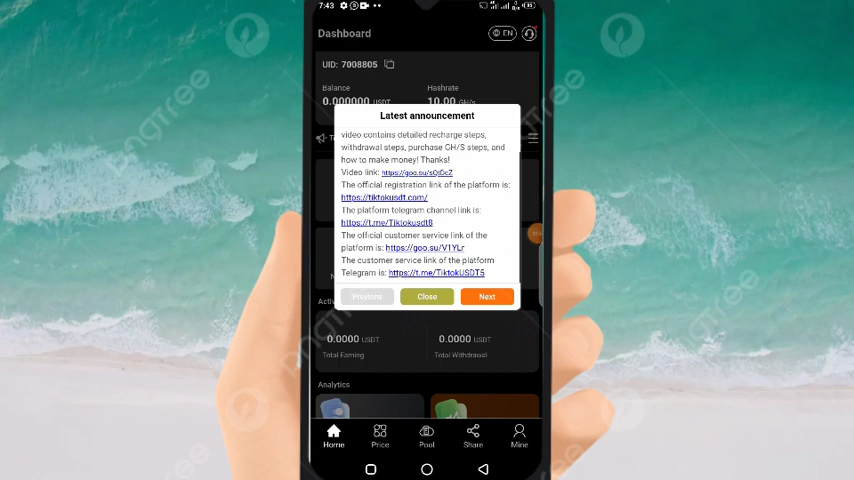 7:43
Dashboard
EN
UID: 7008805
Balance
Hashrate
0.000000 USDT
10.00 GH/s
Latest announcement
video contains detailed recharge steps,
withdrawal steps, purchase GH/S steps, and
how to make money! Thanks!
Video link: https://goo.su/sQtDcZ
The official registration link of the platform is:
https://tiktokusdt.com/
The platform telegram channel link is:
https://t.me/Tiktokusdt8
The official customer service link of the
platform is: https://goo.su/V1YLr
The customer service link of the platform
Telegram is: https://t.me/TiktokUSDT5
Previous
Close
Next
0.0000 USDT
0.0000 USDT
Total Earning
Total Withdrawal
Analytics
Home
Price
Pool
Share
Mine
pngtree